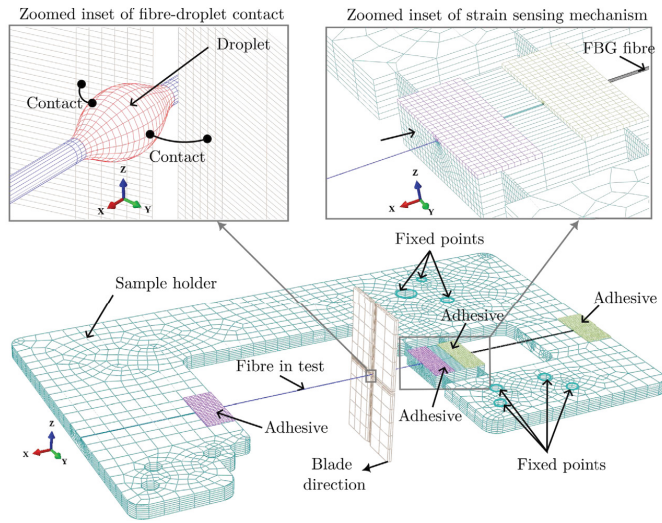 Zoomed inset of fibre-droplet contact
Zoomed inset of strain sensing mechanism
Droplet
Contact
Contact
Z
X
Y
FBG fibre
Z
X
Y
Fixed points
Sample holder
Adhesive
Adhesive
Fibre in test
Adhesive
Adhesive
Z
X
Y
Blade
direction
Fixed points